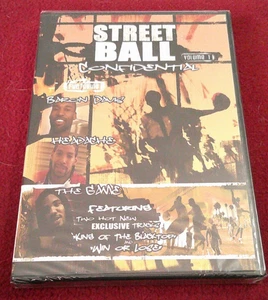 STREET
BALL
VOLUME 1
CONFIDENTIAL
BARON DAVIS
HEADACHE
THE GAME
FEATURING
TWO HOT NEW
EXCLUSIVE TRACKS
"KING OF THE BLACKTOP"
"WIN OR LOSE"